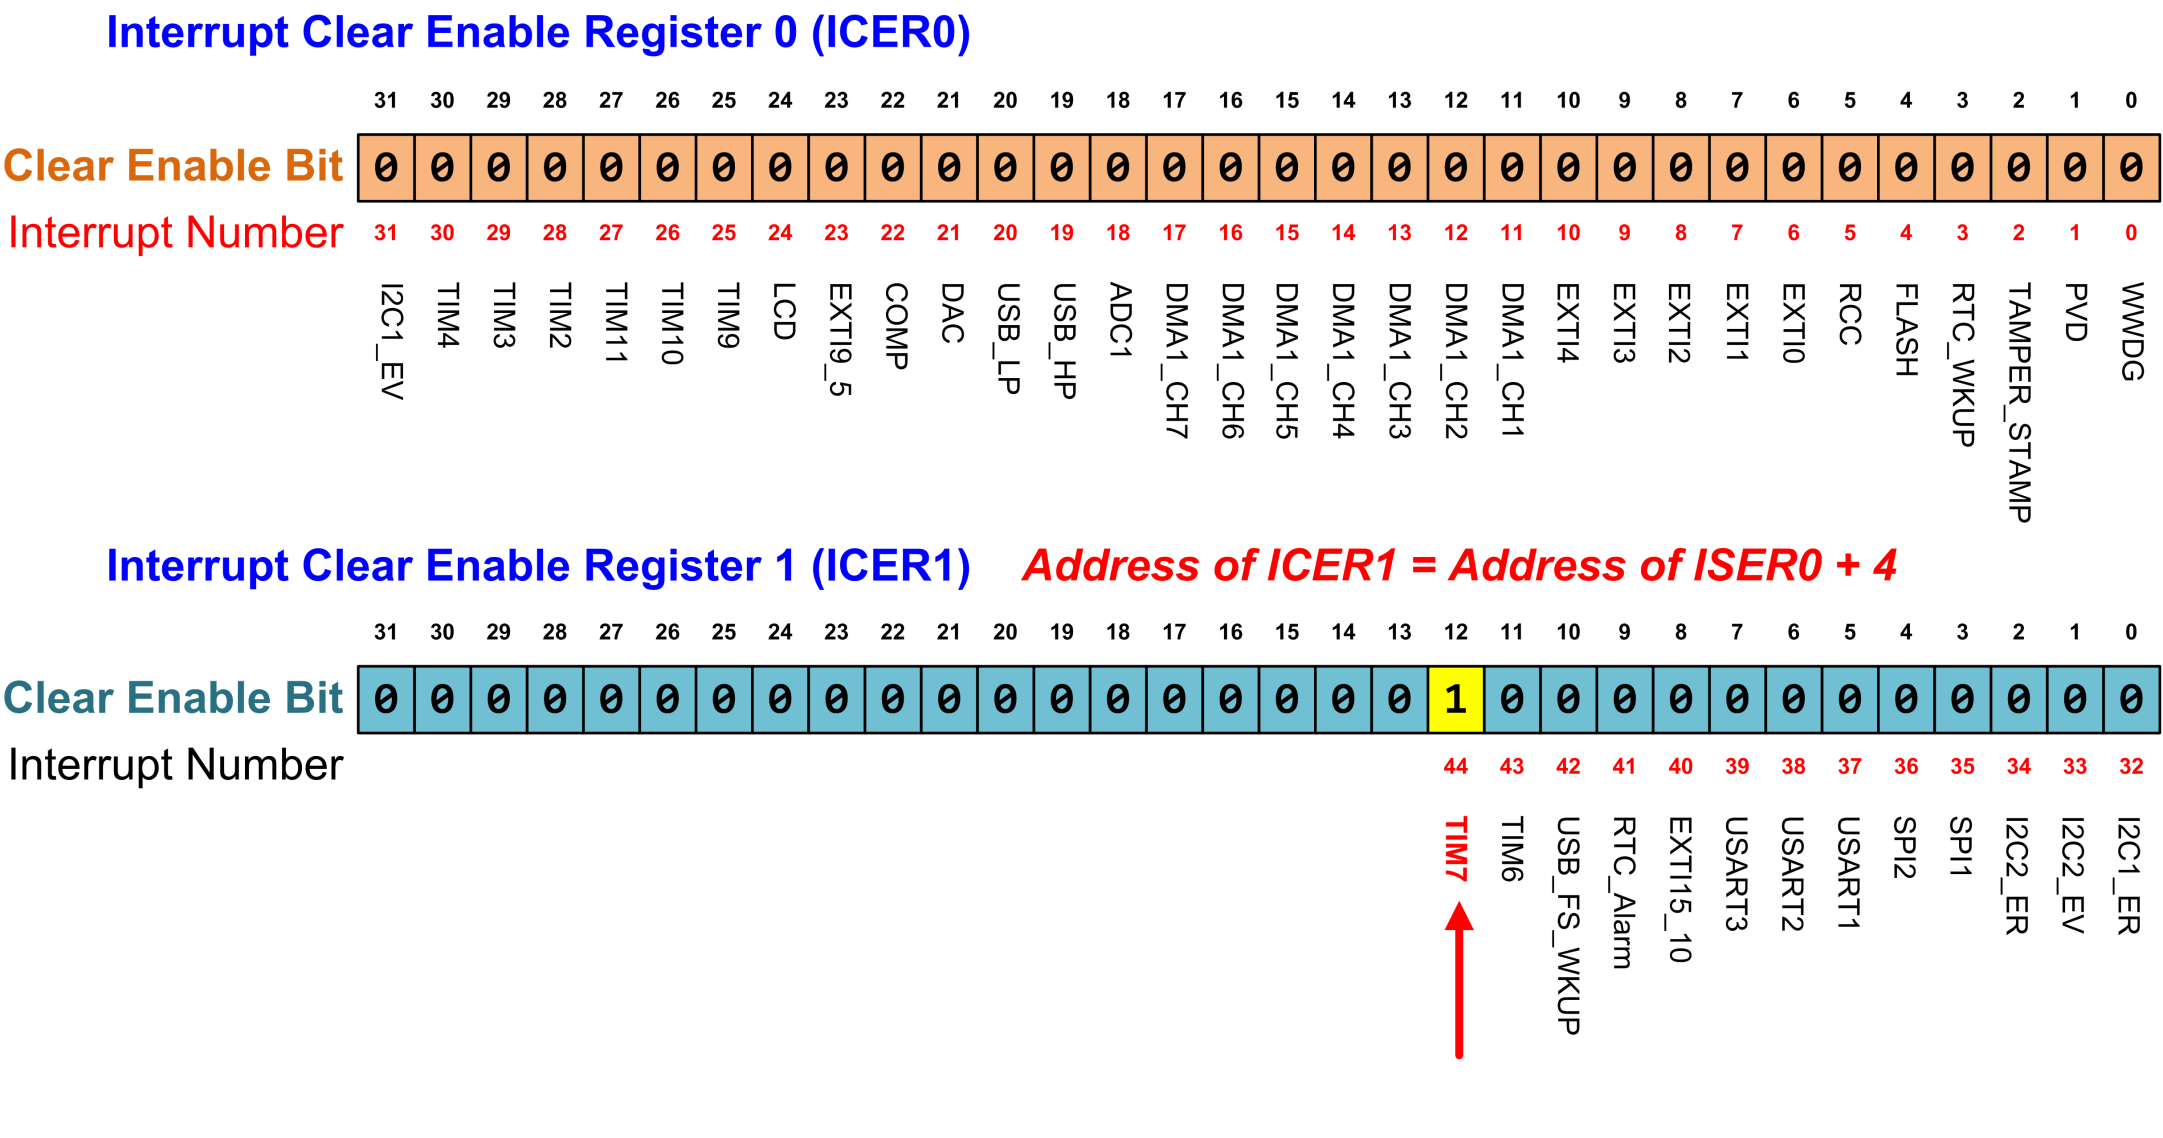 Interrupt Clear Enable Register 0 (ICER0)
31 30 29 28 27 26 25 24 23 22 21 20 19 18 17 16 15 14 13 12 11 10 9 8 7 6 5 4 3 2 1 0
Clear Enable Bit 0 0 0 0 0 0 0 0 0 0 0 0 0 0 0 0 0 0 0 0 0 0 0 0 0 0 0 0 0 0 0 0
Interrupt Number 31 30 29 28 27 26 25 24 23 22 21 20 19 18 17 16 15 14 13 12 11 10 9 8 7 6 5 4 3 2 1 0
I2C1_EV
TIM4
TIM3
TIM2
TIM11
TIM10
TIM9
LCD
EXTI9_5
COMP
DAC
USB_LP
USB_HP
ADC1
DMA1_CH7
DMA1_CH6
DMA1_CH5
DMA1_CH4
DMA1_CH3
DMA1_CH2
DMA1_CH1
EXTI4
EXTI3
EXTI2
EXTI1
EXTI0
RCC
FLASH
RTC_WKUP
TAMPER_STAMP
PVD
WWDG
Interrupt Clear Enable Register 1 (ICER1) Address of ICER1 = Address of ISER0 + 4
31 30 29 28 27 26 25 24 23 22 21 20 19 18 17 16 15 14 13 12 11 10 9 8 7 6 5 4 3 2 1 0
Clear Enable Bit 0 0 0 0 0 0 0 0 0 0 0 0 0 0 0 0 0 0 0 1 0 0 0 0 0 0 0 0 0 0 0 0
Interrupt Number 44 43 42 41 40 39 38 37 36 35 34 33 32
TIM7
TIM6
USB_FS_WKUP
RTC_Alarm
EXTI15_10
USART3
USART2
USART1
SPI2
SPI1
I2C2_ER
I2C2_EV
I2C1_ER